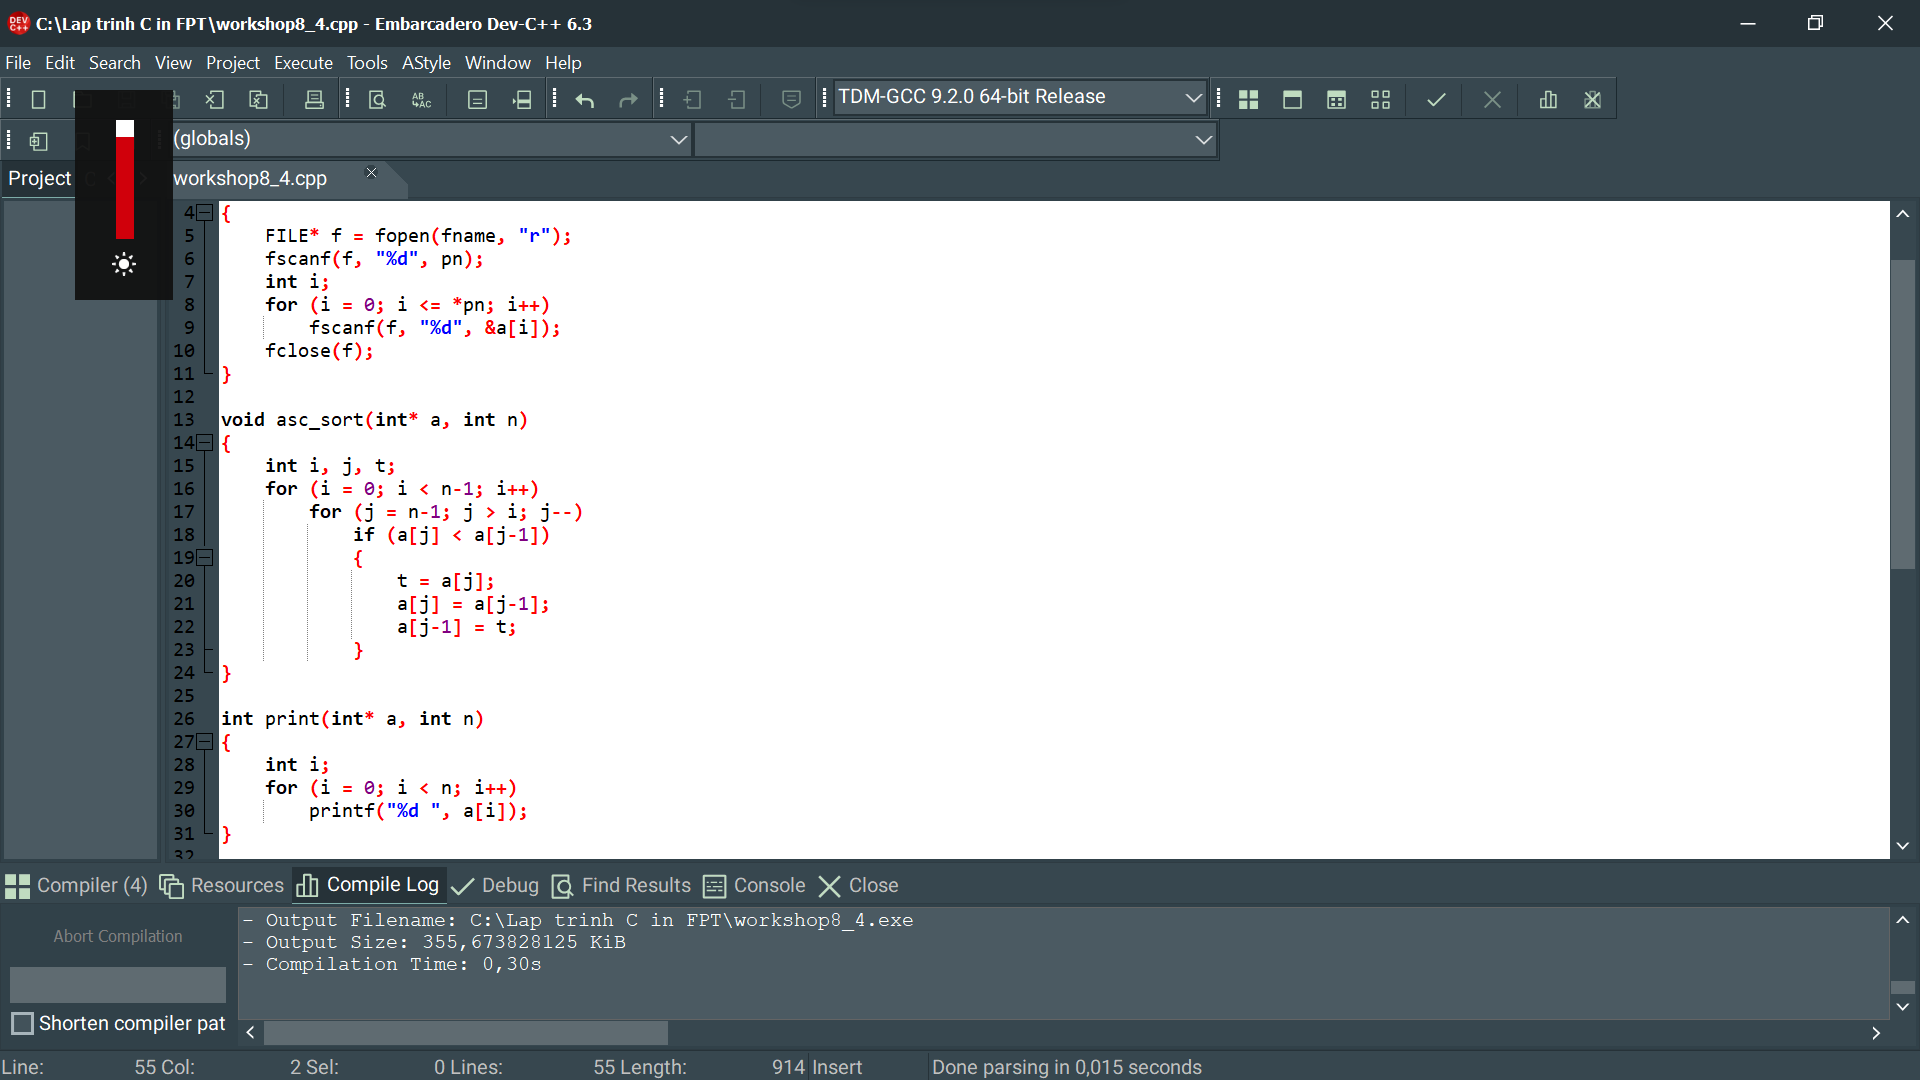 C:\Lap trinh C in FPT\workshop8_4.cpp - Embarcadero Dev-C++ 6.3
File Edit Search View Project Execute Tools AStyle Window Help
TDM-GCC 9.2.0 64-bit Release
(globals)
Project workshop8_4.cpp
4 {
5 FILE* f = fopen(fname, "r");
6 fscanf(f, "%d", pn);
7 int i;
8 for (i = 0; i <= *pn; i++)
9 fscanf(f, "%d", &a[i]);
10 fclose(f);
11 }
12
13 void asc_sort(int* a, int n)
14 {
15 int i, j, t;
16 for (i = 0; i < n-1; i++)
17 for (j = n-1; j > i; j--)
18 if (a[j] < a[j-1])
19 {
20 t = a[j];
21 a[j] = a[j-1];
22 a[j-1] = t;
23 }
24 }
25
26 int print(int* a, int n)
27 {
28 int i;
29 for (i = 0; i < n; i++)
30 printf("%d ", a[i]);
31 }
32
Compiler (4) Resources Compile Log Debug Find Results Console Close
Abort Compilation
Shorten compiler pat
- Output Filename: C:\Lap trinh C in FPT\workshop8_4.exe
- Output Size: 355,673828125 KiB
- Compilation Time: 0,30s
Line: 55 Col: 2 Sel: 0 Lines: 55 Length: 914 Insert Done parsing in 0,015 seconds